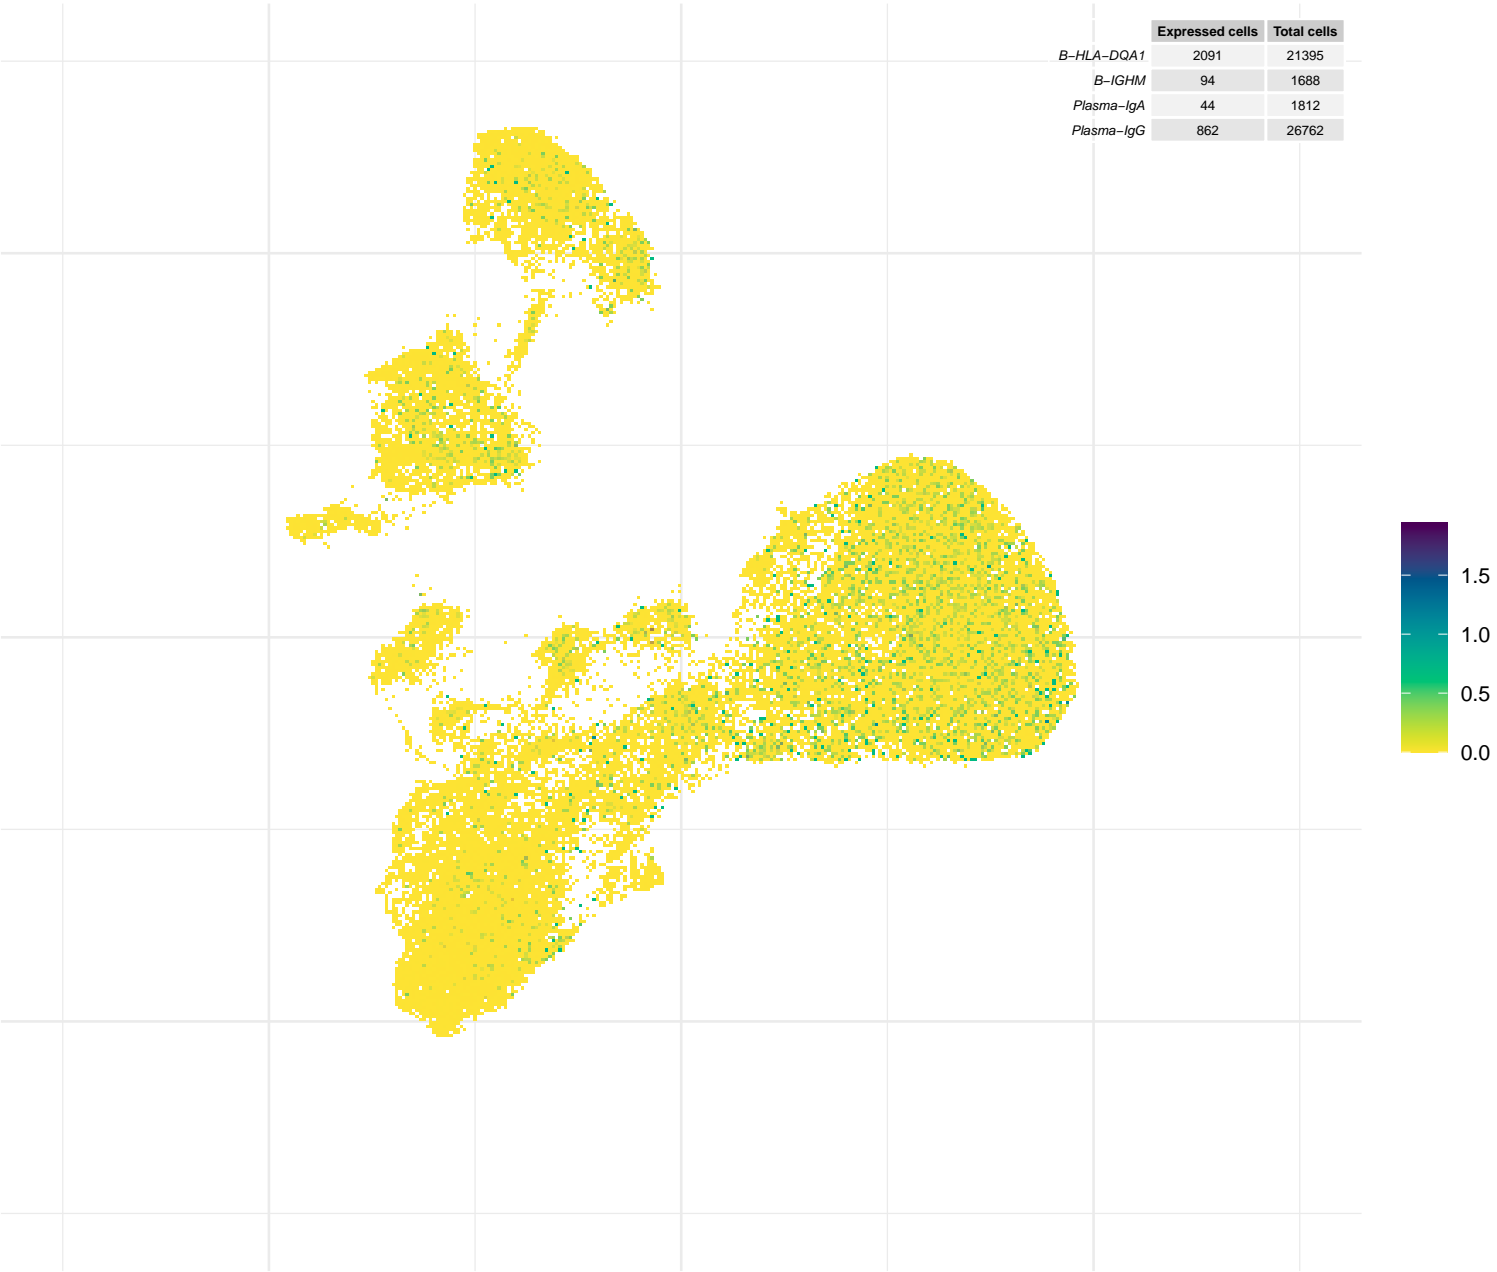 Expressed cells Total cells
B−HLA−DQA1 2091 21395
B−IGHM 94 1688
Plasma−IgA 44 1812
Plasma−IgG 862 26762
1.5
1.0
0.5
0.0